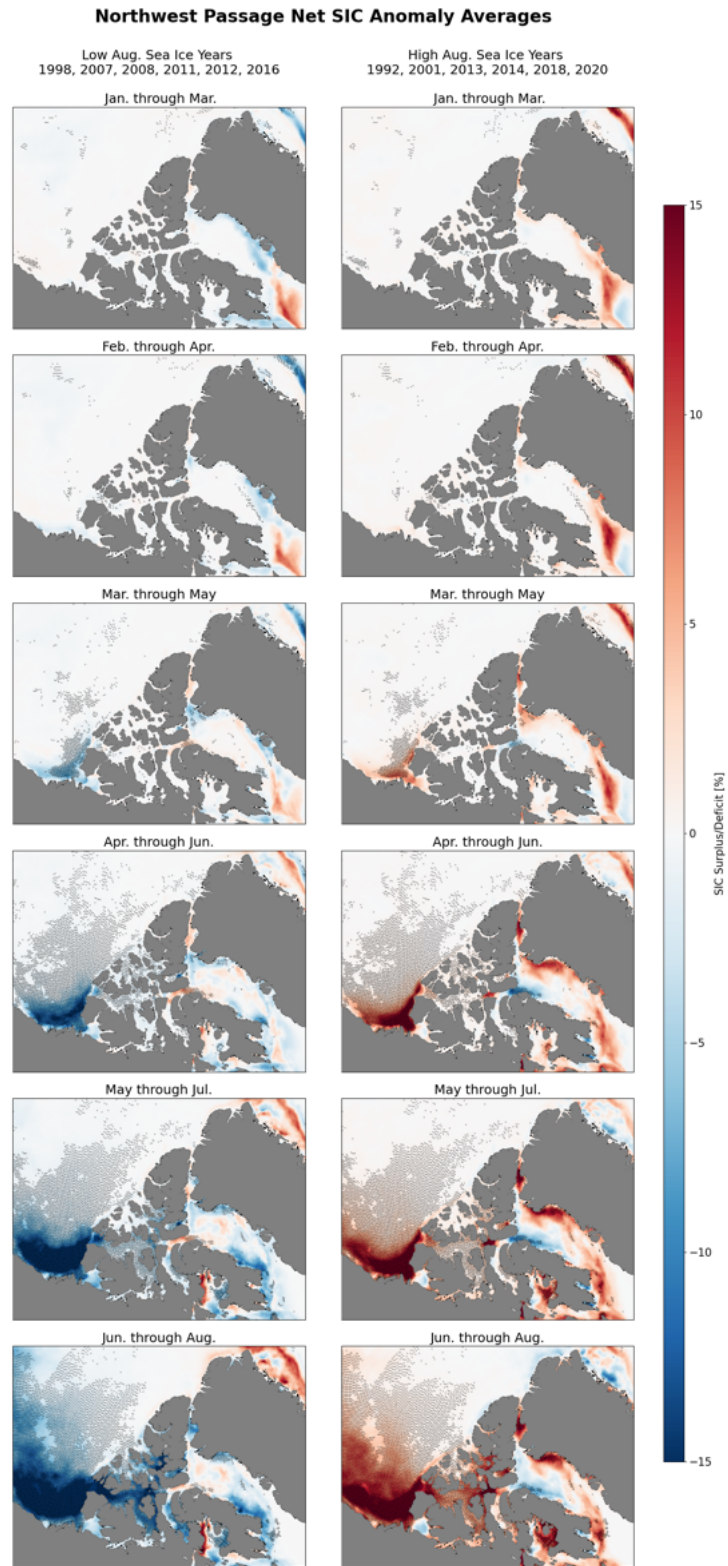 Northwest Passage Net SIC Anomaly Averages
Low Aug. Sea Ice Years
1998, 2007, 2008, 2011, 2012, 2016
High Aug. Sea Ice Years
1992, 2001, 2013, 2014, 2018, 2020
Jan. through Mar.
Jan. through Mar.
Feb. through Apr.
Feb. through Apr.
Mar. through May
Mar. through May
Apr. through Jun.
Apr. through Jun.
May through Jul.
May through Jul.
Jun. through Aug.
Jun. through Aug.
15
10
5
0
−5
−10
−15
SIC Surplus/Deficit [%]